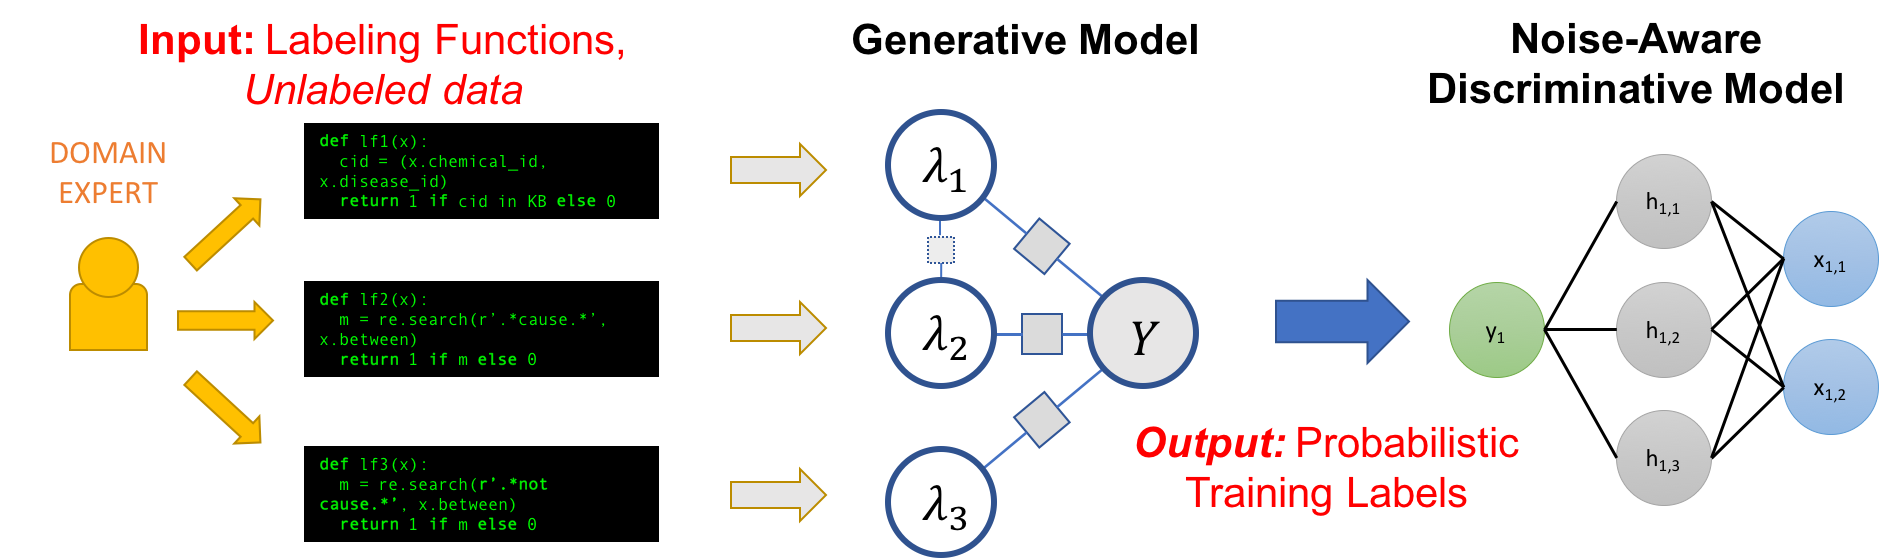 Input: Labeling Functions,
Unlabeled data
DOMAIN
EXPERT
def lf1(x):
  cid = (x.chemical_id,
x.disease_id)
  return 1 if cid in KB else 0
def lf2(x):
  m = re.search(r’.*cause.*’,
x.between)
  return 1 if m else 0
def lf3(x):
  m = re.search(r’.*not
cause.*’, x.between)
  return 1 if m else 0
Generative Model
λ1
λ2
λ3
Y
Output: Probabilistic
Training Labels
Noise-Aware
Discriminative Model
y1
h1,1
h1,2
h1,3
x1,1
x1,2